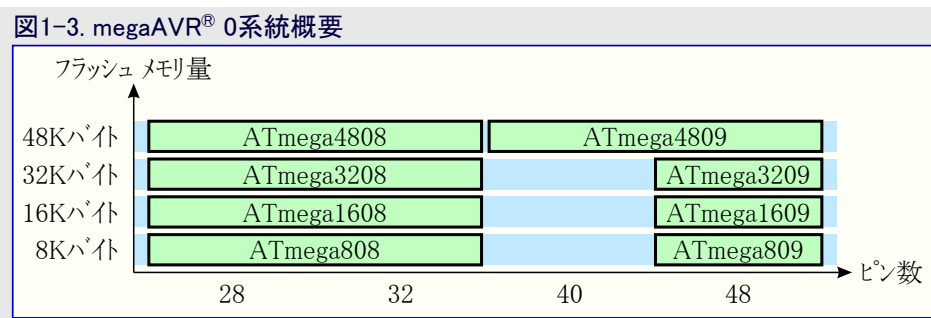 図1-3. megaAVR® 0系統概要
フラッシュ メモリ量
48Kバイト ATmega4808 ATmega4809
32Kバイト ATmega3208 ATmega3209
16Kバイト ATmega1608 ATmega1609
8Kバイト ATmega808 ATmega809
ピン数
28 32 40 48